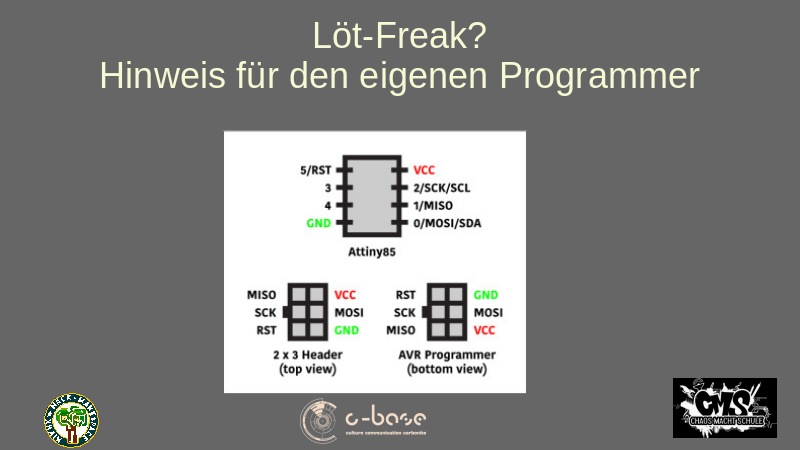 Löt-Freak?
Hinweis für den eigenen Programmer
5/RST VCC
3 2/SCK/SCL
4 1/MISO
GND 0/MOSI/SDA
Attiny85
MISO VCC
SCK MOSI
RST GND
2 x 3 Header
(top view)
RST GND
SCK MOSI
MISO VCC
AVR Programmer
(bottom view)
c-base
culture communication carbonite
CMS
CHAOS MACHT SCHULE